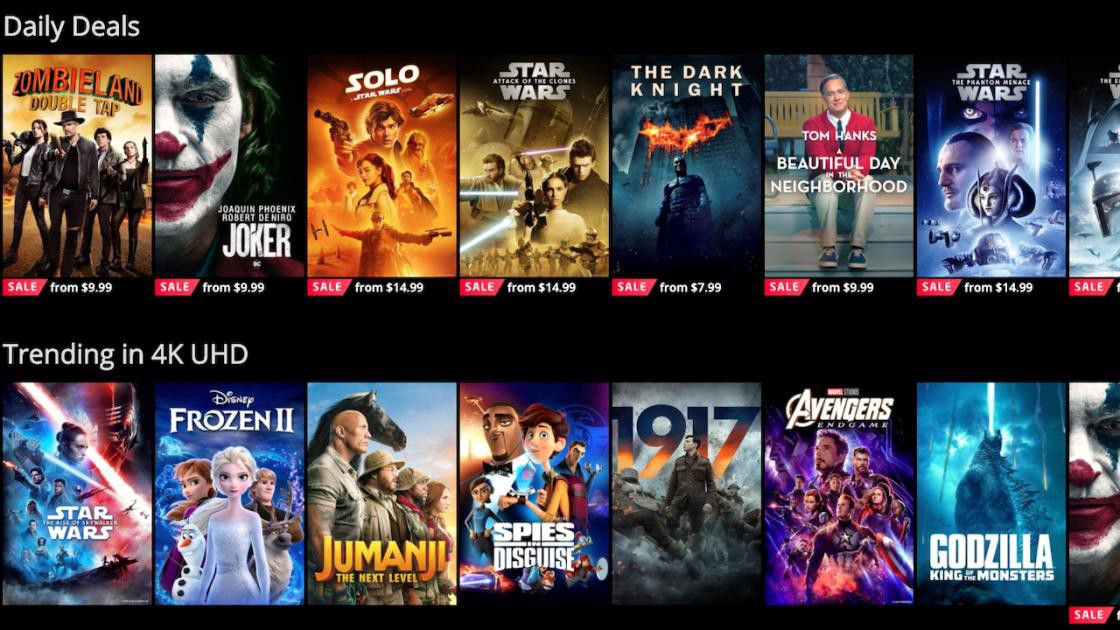 Daily Deals
ZOMBIELAND
DOUBLE TAP
SALE from $9.99
JOAQUIN PHOENIX
ROBERT DE NIRO
JOKER
DC
SALE from $9.99
SOLO
A STAR WARS STORY
SALE from $14.99
STAR
ATTACK OF THE CLONES
WARS
SALE from $14.99
THE DARK
KNIGHT
SALE from $7.99
TOM HANKS
A
BEAUTIFUL DAY
IN THE
NEIGHBORHOOD
SALE from $9.99
STAR
THE PHANTOM MENACE
WARS
SALE from $14.99
SALE
Trending in 4K UHD
STAR
THE RISE OF SKYWALKER
WARS
Disney
FROZEN II
JUMANJI
THE NEXT LEVEL
SPIES
IN
DISGUISE
1917
MARVEL STUDIOS
AVENGERS
ENDGAME
GODZILLA
KING OF THE MONSTERS
SALE